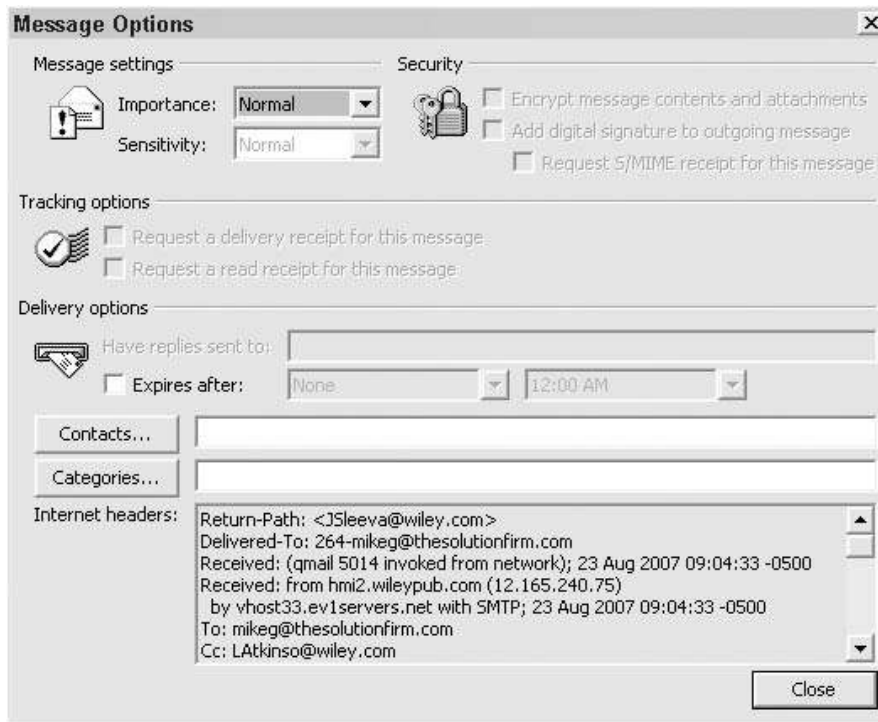 Message Options
Message settings
Security
Importance: Normal
Sensitivity: Normal
Encrypt message contents and attachments
Add digital signature to outgoing message
Request S/MIME receipt for this message
Tracking options
Request a delivery receipt for this message
Request a read receipt for this message
Delivery options
Have replies sent to:
Expires after: None 12:00 AM
Contacts...
Categories...
Internet headers:
Return-Path: <JSleeva@wiley.com>
Delivered-To: 264-mikeg@thesolutionfirm.com
Received: (qmail 5014 invoked from network); 23 Aug 2007 09:04:33 -0500
Received: from hmi2.wileypub.com (12.165.240.75)
by vhost33.ev1servers.net with SMTP; 23 Aug 2007 09:04:33 -0500
To: mikeg@thesolutionfirm.com
Cc: LAtkinso@wiley.com
Close